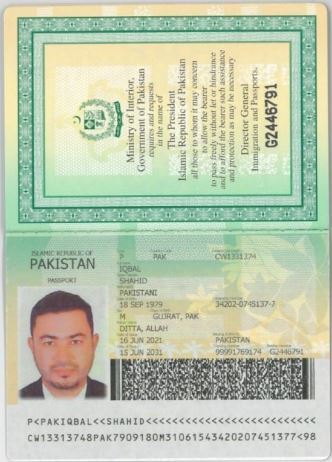 Ministry of Interior,
Government of Pakistan
requires and requests
in the name of
The President
Islamic Republic of Pakistan
all those to whom it may concern
to allow the bearer
to pass freely without let or hindrance
and to afford the bearer such assistance
and protection as may be necessary
Director General
Immigration and Passports.
G2446791
ISLAMIC REPUBLIC OF
PAKISTAN
PASSPORT
P PAK CW1331374
IQBAL
SHAHID
PAKISTANI
18 SEP 1979 34202-0745137-7
M GUJRAT, PAK
DITTA, ALLAH
16 JUN 2021 PAKISTAN
15 JUN 2031 99991769174 G2446791
P<PAKIQBAL<<SHAHID<<<<<<<<<<<<<<<<<<<<<<<<<<
CW13313748PAK7909180M31061543420207451377<98